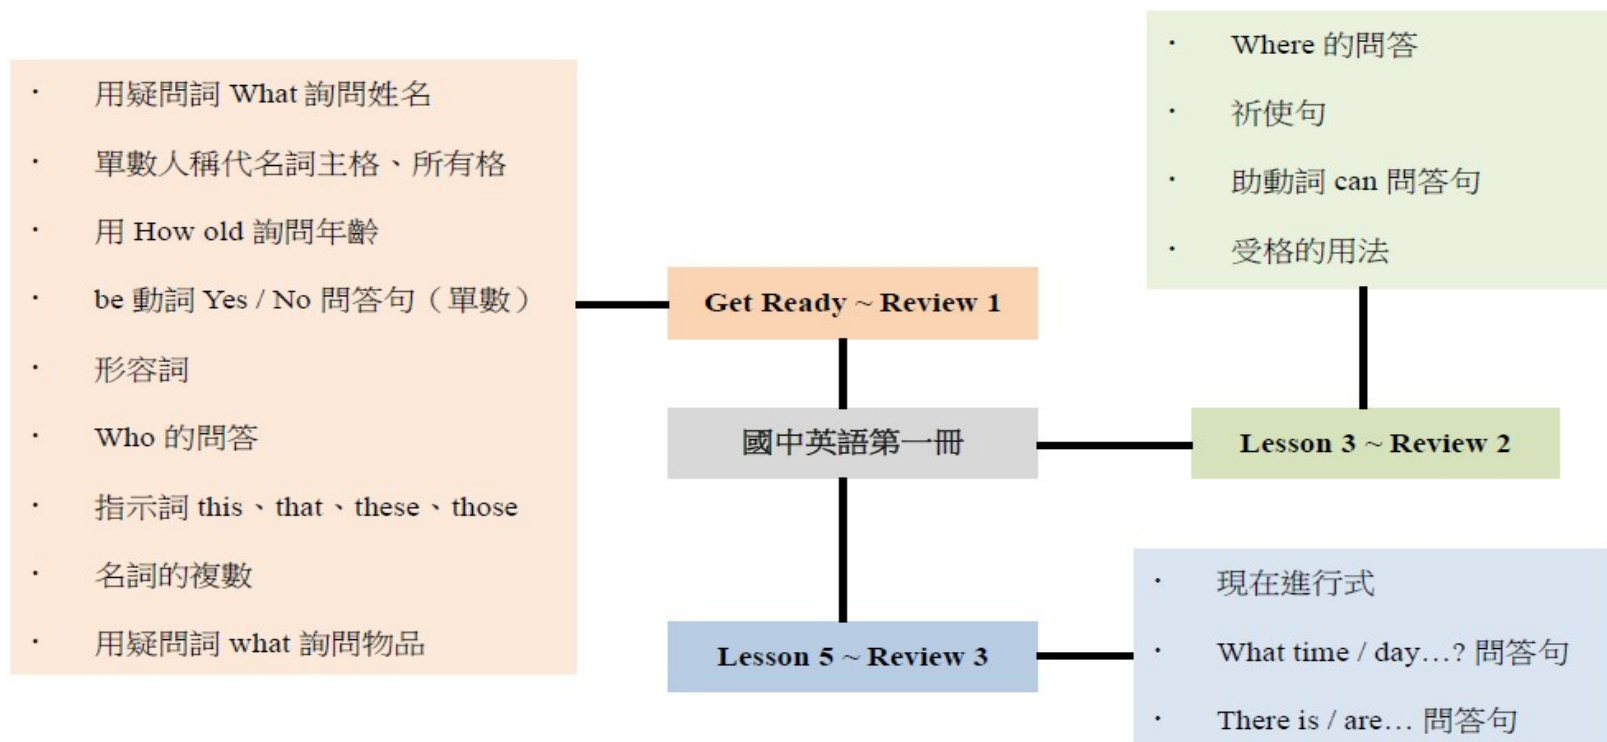 · 用疑問詞 What 詢問姓名
· 單數人稱代名詞主格、所有格
· 用 How old 詢問年齡
· be 動詞 Yes / No 問答句（單數）
· 形容詞
· Who 的問答
· 指示詞 this、that、these、those
· 名詞的複數
· 用疑問詞 what 詢問物品
Get Ready ~ Review 1
國中英語第一冊
· Where 的問答
· 祈使句
· 助動詞 can 問答句
· 受格的用法
Lesson 3 ~ Review 2
Lesson 5 ~ Review 3
· 現在進行式
· What time / day…? 問答句
· There is / are… 問答句